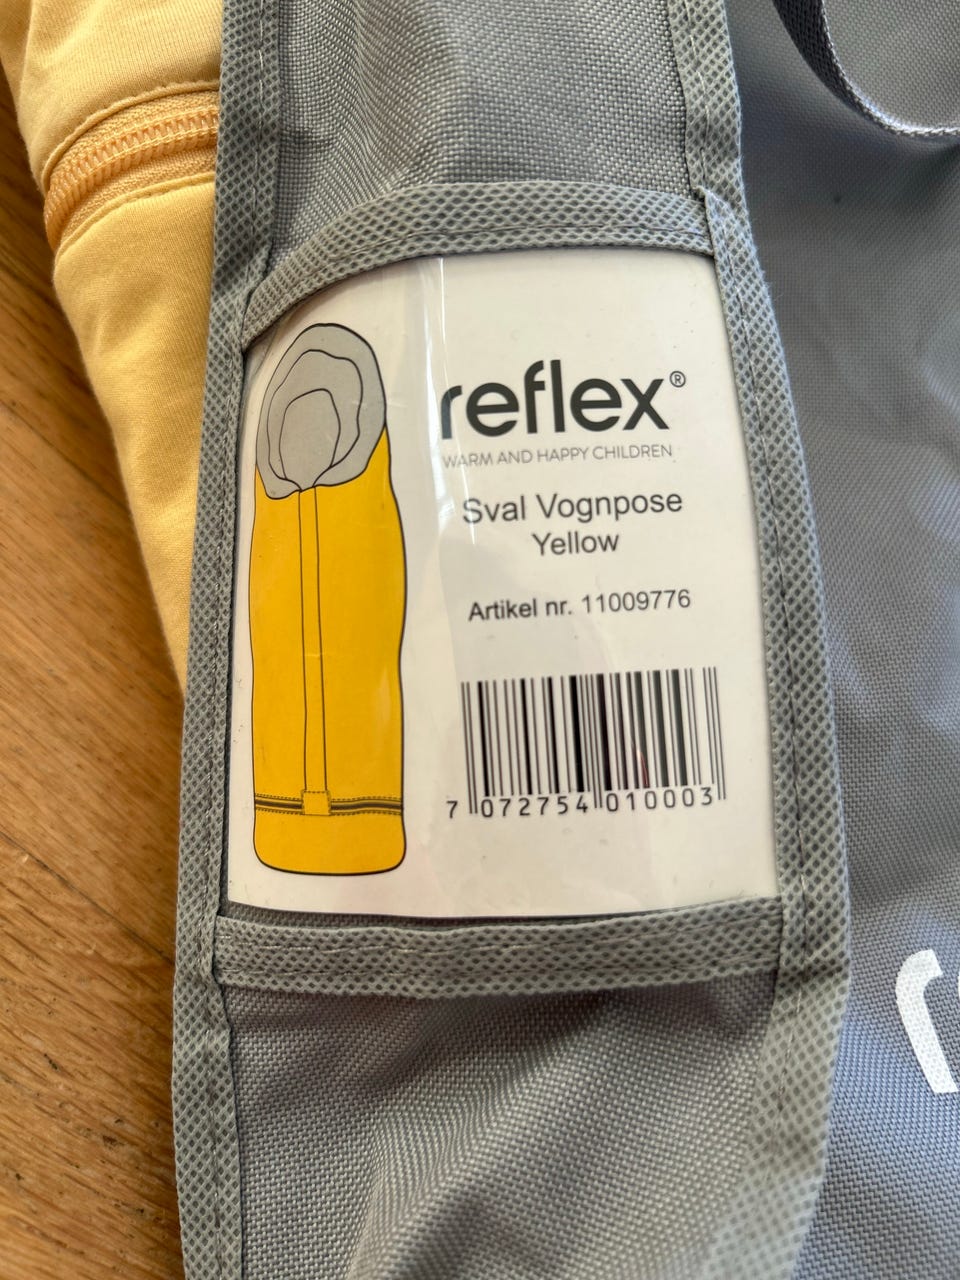 reflex®
WARM AND HAPPY CHILDREN
Sval Vognpose
Yellow
Artikel nr. 11009776
7 072754 010003